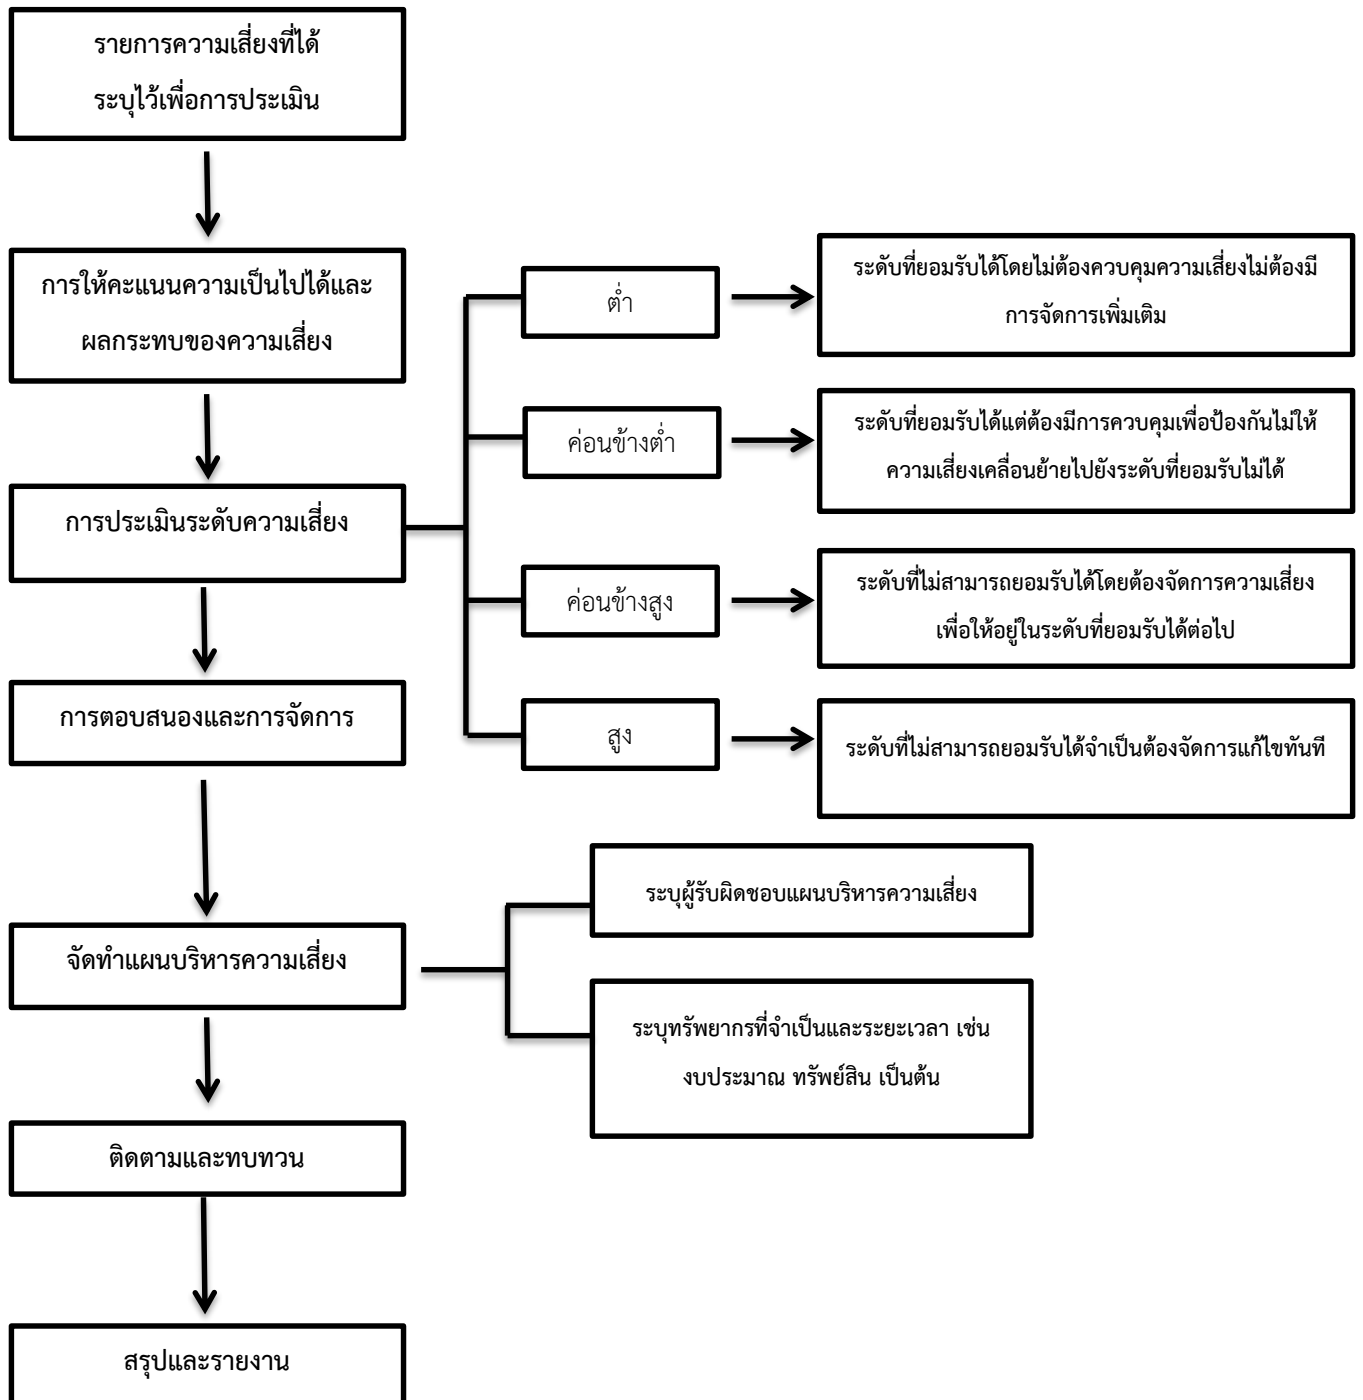 รายการความเสี่ยงที่ได้
ระบุไว้เพื่อการประเมิน
การให้คะแนนความเป็นไปได้และ
ผลกระทบของความเสี่ยง
การประเมินระดับความเสี่ยง
ต่ำ
ระดับที่ยอมรับได้โดยไม่ต้องควบคุมความเสี่ยงไม่ต้องมี
การจัดการเพิ่มเติม
ค่อนข้างต่ำ
ระดับที่ยอมรับได้แต่ต้องมีการควบคุมเพื่อป้องกันไม่ให้
ความเสี่ยงเคลื่อนย้ายไปยังระดับที่ยอมรับไม่ได้
ค่อนข้างสูง
ระดับที่ไม่สามารถยอมรับได้โดยต้องจัดการความเสี่ยง
เพื่อให้อยู่ในระดับที่ยอมรับได้ต่อไป
สูง
ระดับที่ไม่สามารถยอมรับได้จำเป็นต้องจัดการแก้ไขทันที
การตอบสนองและการจัดการ
จัดทำแผนบริหารความเสี่ยง
ระบุผู้รับผิดชอบแผนบริหารความเสี่ยง
ระบุทรัพยากรที่จำเป็นและระยะเวลา เช่น
งบประมาณ ทรัพย์สิน เป็นต้น
ติดตามและทบทวน
สรุปและรายงาน